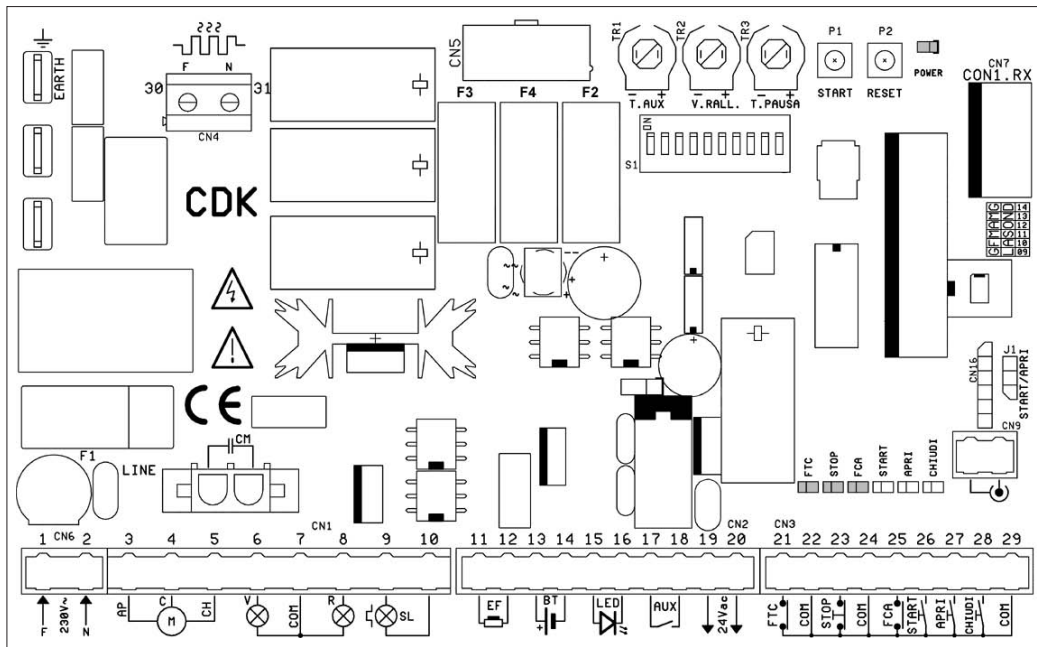 TR1 TR2 TR3
P1 P2
CN5
F N
EARTH
30 31
CN4
F3 F4 F2
T.AUX V.RALL. T.PAUSA
START RESET
POWER
CN7
CON1.RX
ON
S1
CDK
GFMAMG 14
LASOND 13
12
11
10
09
CE
CM
F1
LINE
CN16
J1
START/APRI
CN9
FTC STOP FCA START APRI CHIUDI
CN6 CN1 CN2 CN3
1 2 3 4 5 6 7 8 9 10 11 12 13 14 15 16 17 18 19 20 21 22 23 24 25 26 27 28 29
F 230V~ N
AP C M CH
V COM R SL
EF BT LED AUX 24Vac
FTC COM STOP COM FCA START APRI CHIUDI COM